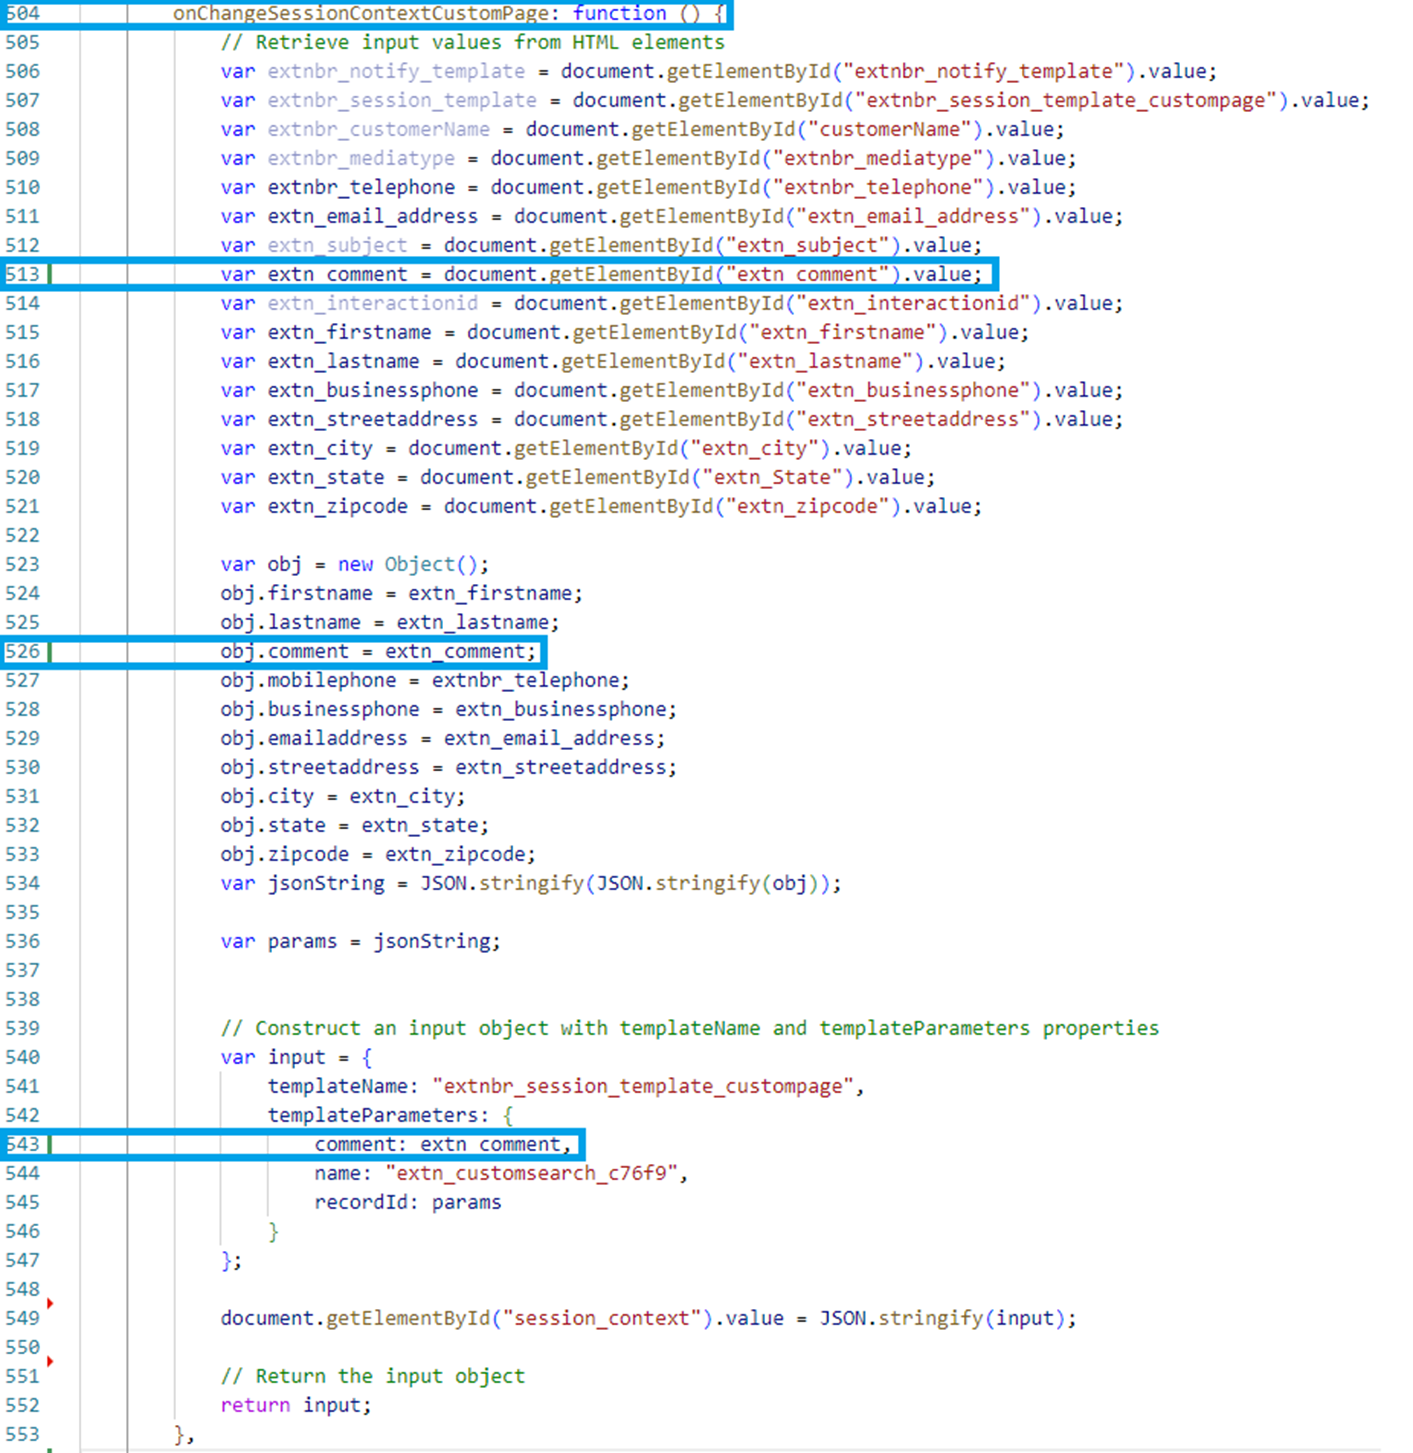 504 onChangeSessionContextCustomPage: function () {
505 // Retrieve input values from HTML elements
506 var extnbr_notify_template = document.getElementById("extnbr_notify_template").value;
507 var extnbr_session_template = document.getElementById("extnbr_session_template_custompage").value;
508 var extnbr_customerName = document.getElementById("customerName").value;
509 var extnbr_mediatype = document.getElementById("extnbr_mediatype").value;
510 var extnbr_telephone = document.getElementById("extnbr_telephone").value;
511 var extn_email_address = document.getElementById("extn_email_address").value;
512 var extn_subject = document.getElementById("extn_subject").value;
513 var extn_comment = document.getElementById("extn_comment").value;
514 var extn_interactionid = document.getElementById("extn_interactionid").value;
515 var extn_firstname = document.getElementById("extn_firstname").value;
516 var extn_lastname = document.getElementById("extn_lastname").value;
517 var extn_businessphone = document.getElementById("extn_businessphone").value;
518 var extn_streetaddress = document.getElementById("extn_streetaddress").value;
519 var extn_city = document.getElementById("extn_city").value;
520 var extn_state = document.getElementById("extn_State").value;
521 var extn_zipcode = document.getElementById("extn_zipcode").value;
522
523 var obj = new Object();
524 obj.firstname = extn_firstname;
525 obj.lastname = extn_lastname;
526 obj.comment = extn_comment;
527 obj.mobilephone = extnbr_telephone;
528 obj.businessphone = extn_businessphone;
529 obj.emailaddress = extn_email_address;
530 obj.streetaddress = extn_streetaddress;
531 obj.city = extn_city;
532 obj.state = extn_state;
533 obj.zipcode = extn_zipcode;
534 var jsonString = JSON.stringify(JSON.stringify(obj));
535
536 var params = jsonString;
537
538
539 // Construct an input object with templateName and templateParameters properties
540 var input = {
541 templateName: "extnbr_session_template_custompage",
542 templateParameters: {
543 comment: extn_comment,
544 name: "extn_customsearch_c76f9",
545 recordId: params
546 }
547 };
548
549 document.getElementById("session_context").value = JSON.stringify(input);
550
551 // Return the input object
552 return input;
553 },